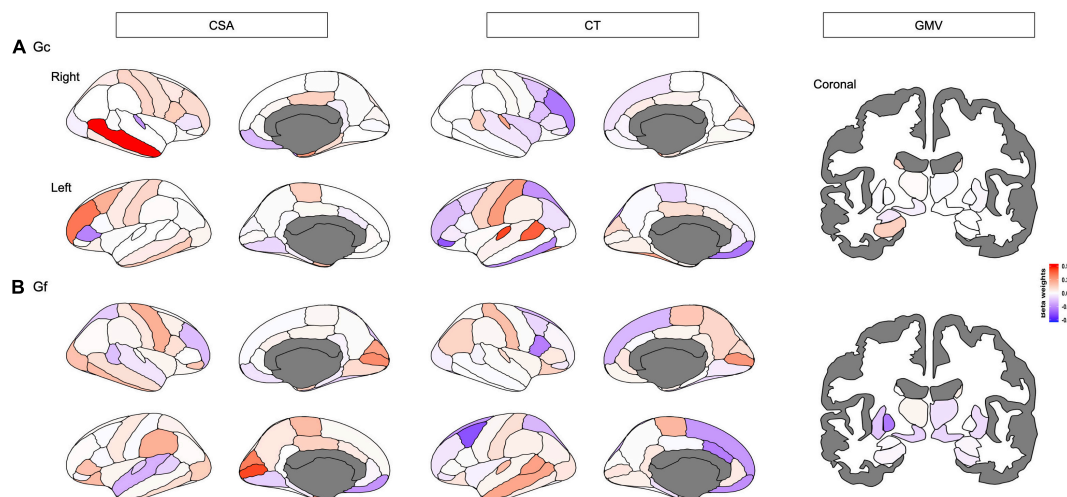 CSA
CT
GMV
A Gc
Right
Coronal
Left
B Gf
Beta weights